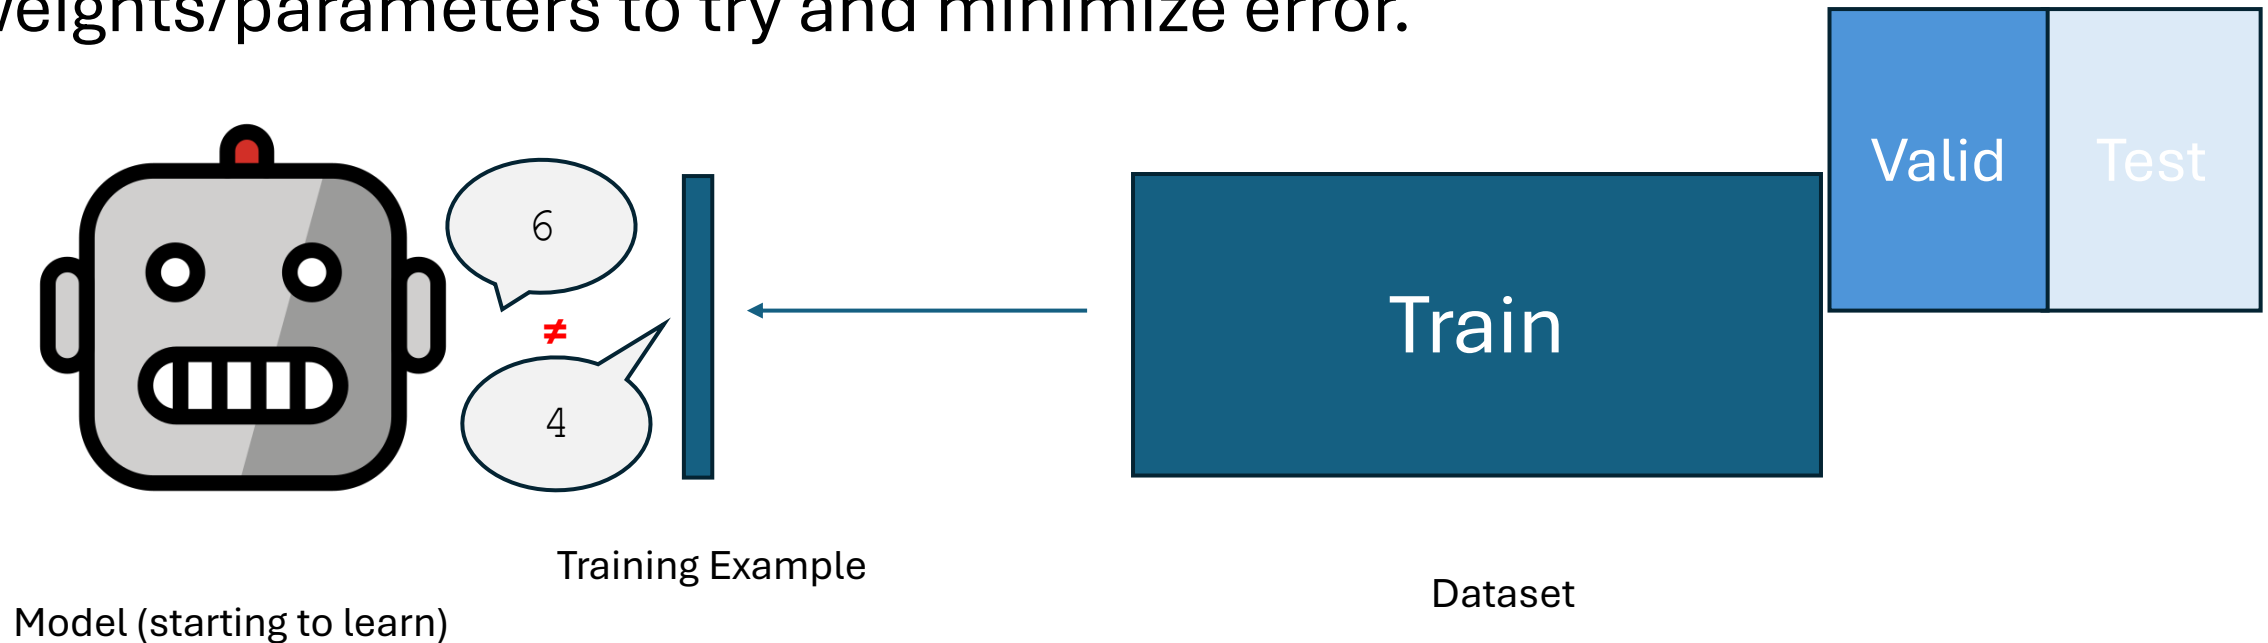 weights/parameters to try and minimize error.
Valid
Test
6
≠
4
Train
Training Example
Dataset
Model (starting to learn)